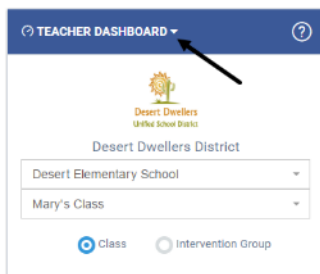 TEACHER DASHBOARD
?
Desert Dwellers
Unified School District
Desert Dwellers District
Desert Elementary School
Mary's Class
Class
Intervention Group